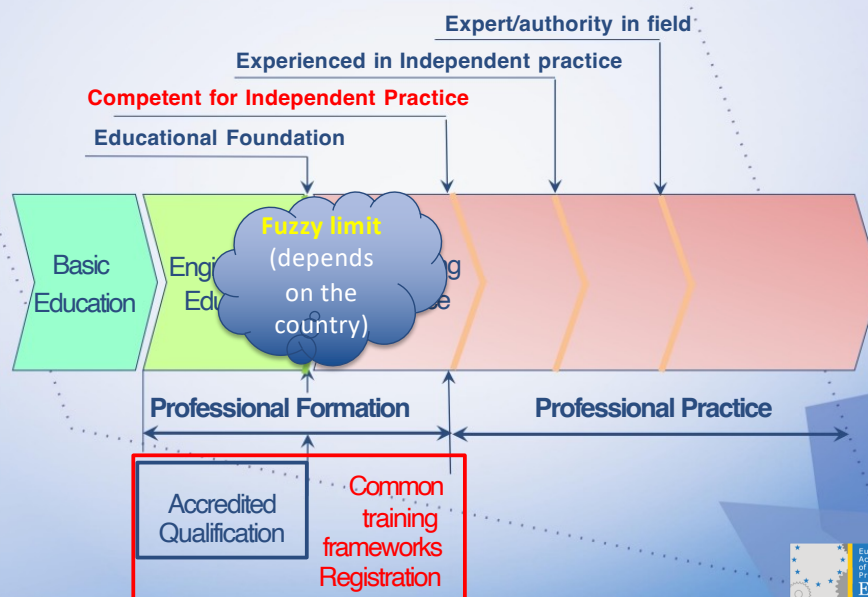 Expert/authority in field
Experienced in Independent practice
Competent for Independent Practice
Educational Foundation
Basic
Education
Fuzzy limit
(depends
on the
country)
Professional Formation
Professional Practice
Accredited
Qualification
Common
training
frameworks
Registration